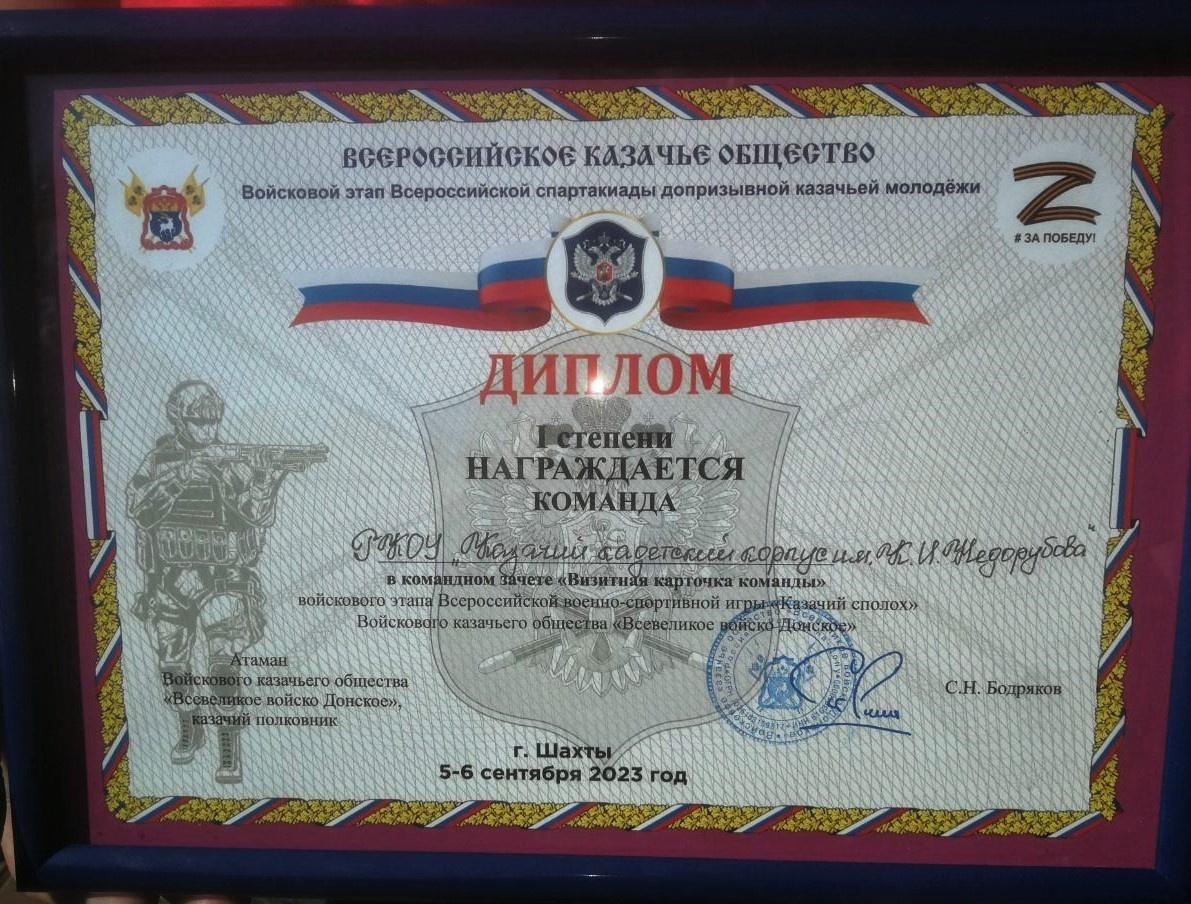 ВСЕРОССИЙСКОЕ КАЗАЧЬЕ ОБЩЕСТВО
Войсковой этап Всероссийской спартакиады допризывной казачьей молодёжи
# ЗА ПОБЕДУ!
ДИПЛОМ
I степени
НАГРАЖДАЕТСЯ
КОМАНДА
ГКОУ „Казачий кадетский корпус им. К. И. Недорубова"
в командном зачете «Визитная карточка команды»
войскового этапа Всероссийской военно-спортивной игры «Казачий сполох»
Войскового казачьего общества «Всевеликое войско Донское»
Атаман
Войскового казачьего общества
«Всевеликое войско Донское»,
казачий полковник
С.Н. Бодряков
г. Шахты
5-6 сентября 2023 год